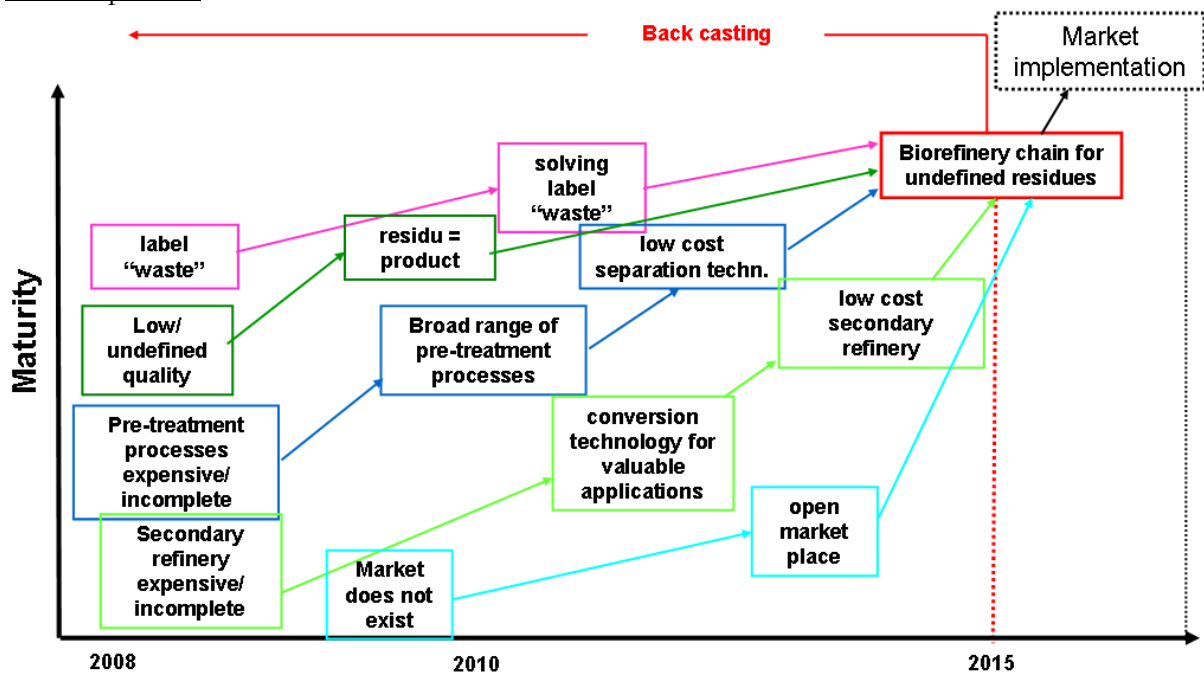 Back casting
Market
implementation
Maturity
Biorefinery chain for
undefined residues
solving
label
“waste”
label
“waste”
residu =
product
low cost
separation techn.
Low/
undefined
quality
Broad range of
pre-treatment
processes
low cost
secondary
refinery
Pre-treatment
processes
expensive/
incomplete
conversion
technology for
valuable
applications
Secondary
refinery
expensive/
incomplete
Market
does not
exist
open
market
place
2008
2010
2015